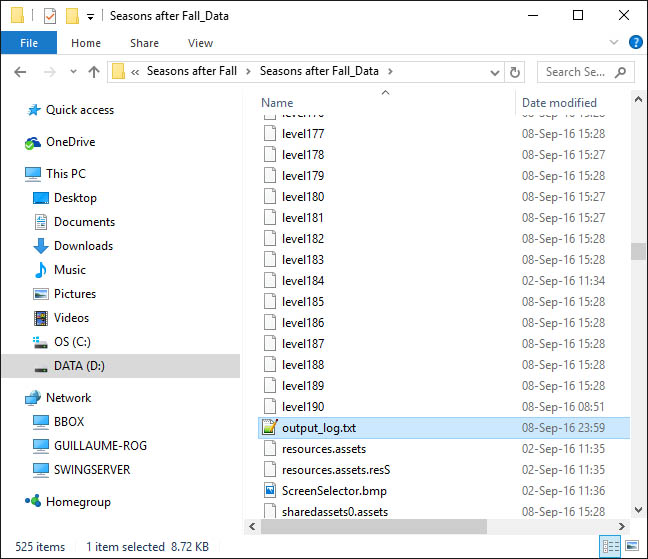 Seasons after Fall_Data
File Home Share View
Seasons after Fall Seasons after Fall_Data Search Se...
Quick access
OneDrive
This PC
Desktop
Documents
Downloads
Music
Pictures
Videos
OS (C:)
DATA (D:)
Network
BBOX
GUILLAUME-ROG
SWINGSERVER
Homegroup
Name Date modified
level177 08-Sep-16 15:28
level178 08-Sep-16 15:27
level179 08-Sep-16 15:28
level180 08-Sep-16 15:27
level181 08-Sep-16 15:27
level182 08-Sep-16 15:28
level183 08-Sep-16 15:28
level184 02-Sep-16 11:34
level185 08-Sep-16 15:28
level186 08-Sep-16 15:28
level187 08-Sep-16 15:28
level188 08-Sep-16 15:28
level189 08-Sep-16 15:28
level190 08-Sep-16 08:51
output_log.txt 08-Sep-16 23:59
resources.assets 02-Sep-16 11:35
resources.assets.resS 02-Sep-16 11:35
ScreenSelector.bmp 02-Sep-16 11:36
sharedassets0.assets 08-Sep-16 15:28
525 items 1 item selected 8.72 KB